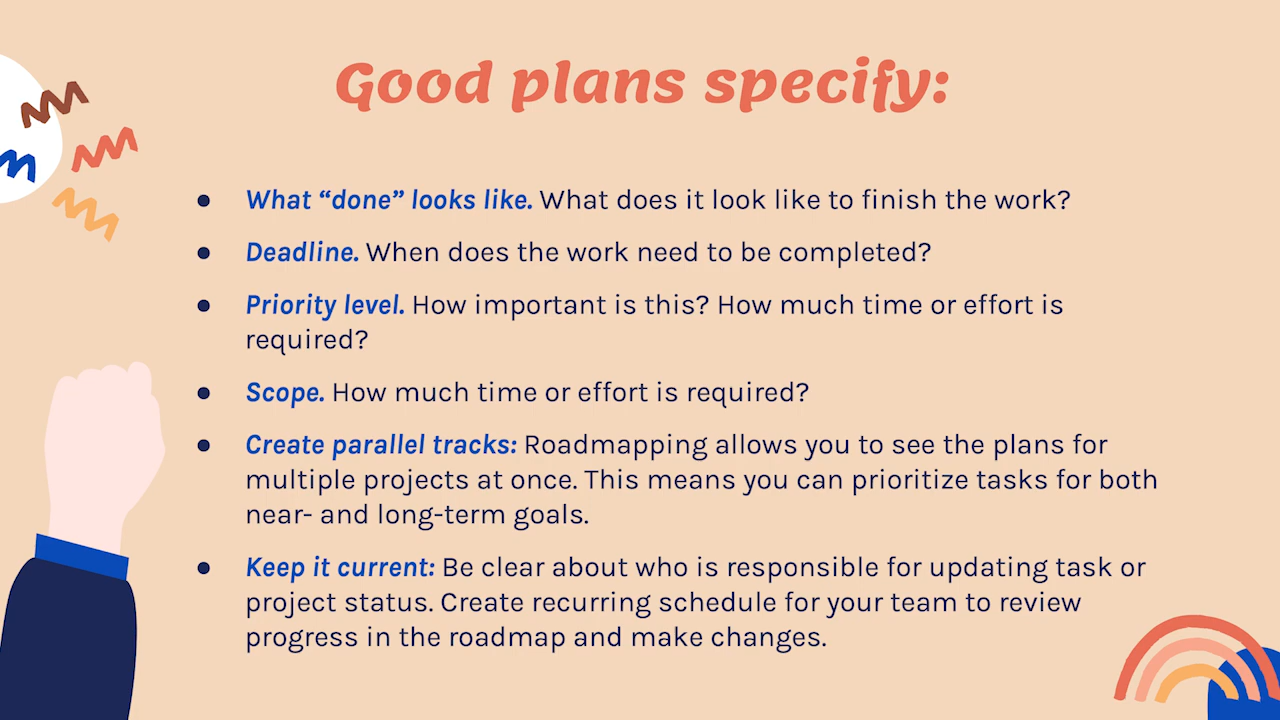 Good plans specify:
● What “done” looks like. What does it look like to finish the work?
● Deadline. When does the work need to be completed?
● Priority level. How important is this? How much time or effort is
required?
● Scope. How much time or effort is required?
● Create parallel tracks: Roadmapping allows you to see the plans for
multiple projects at once. This means you can prioritize tasks for both
near- and long-term goals.
● Keep it current: Be clear about who is responsible for updating task or
project status. Create recurring schedule for your team to review
progress in the roadmap and make changes.